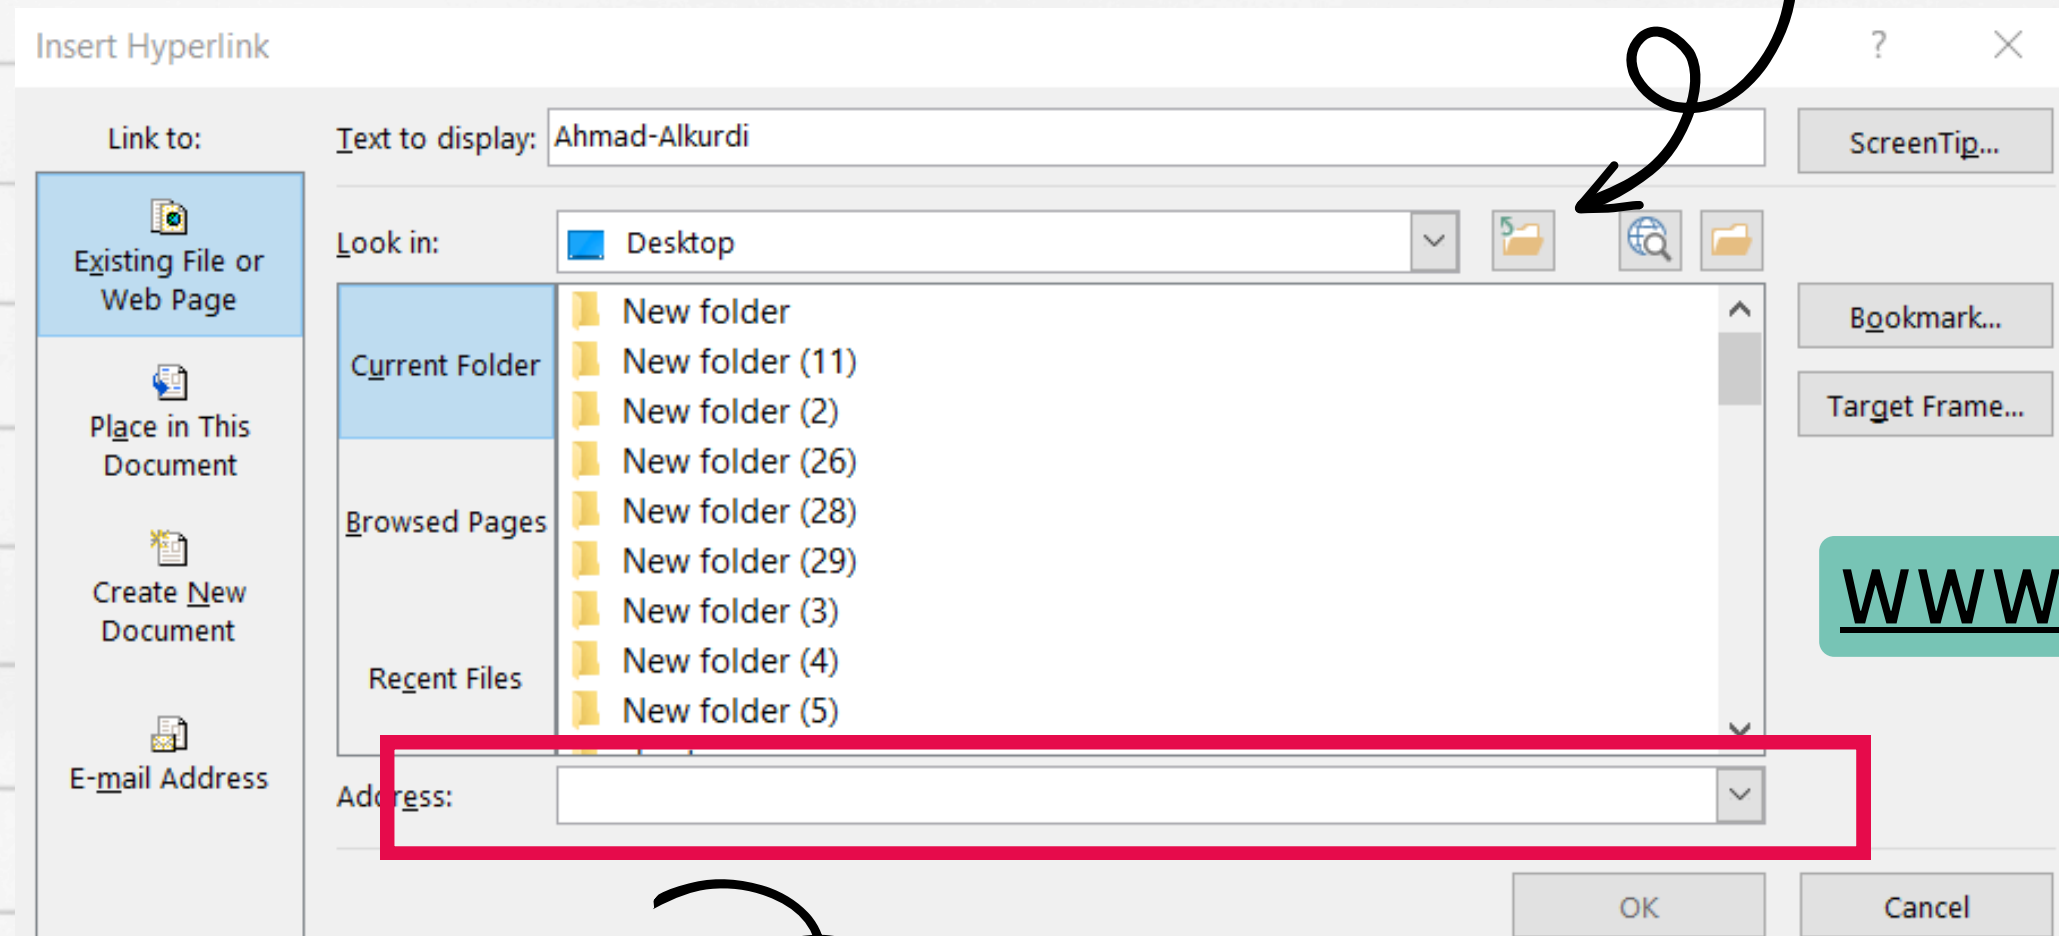 Insert Hyperlink
?
Link to:
Text to display:
Ahmad-Alkurdi
ScreenTip...
Existing File or
Web Page
Look in:
Desktop
Current Folder
New folder
New folder (11)
New folder (2)
New folder (26)
New folder (28)
New folder (29)
New folder (3)
New folder (4)
New folder (5)
Bookmark...
Target Frame...
Place in This
Document
Browsed Pages
Create New
Document
WWW
Recent Files
E-mail Address
Address:
OK
Cancel